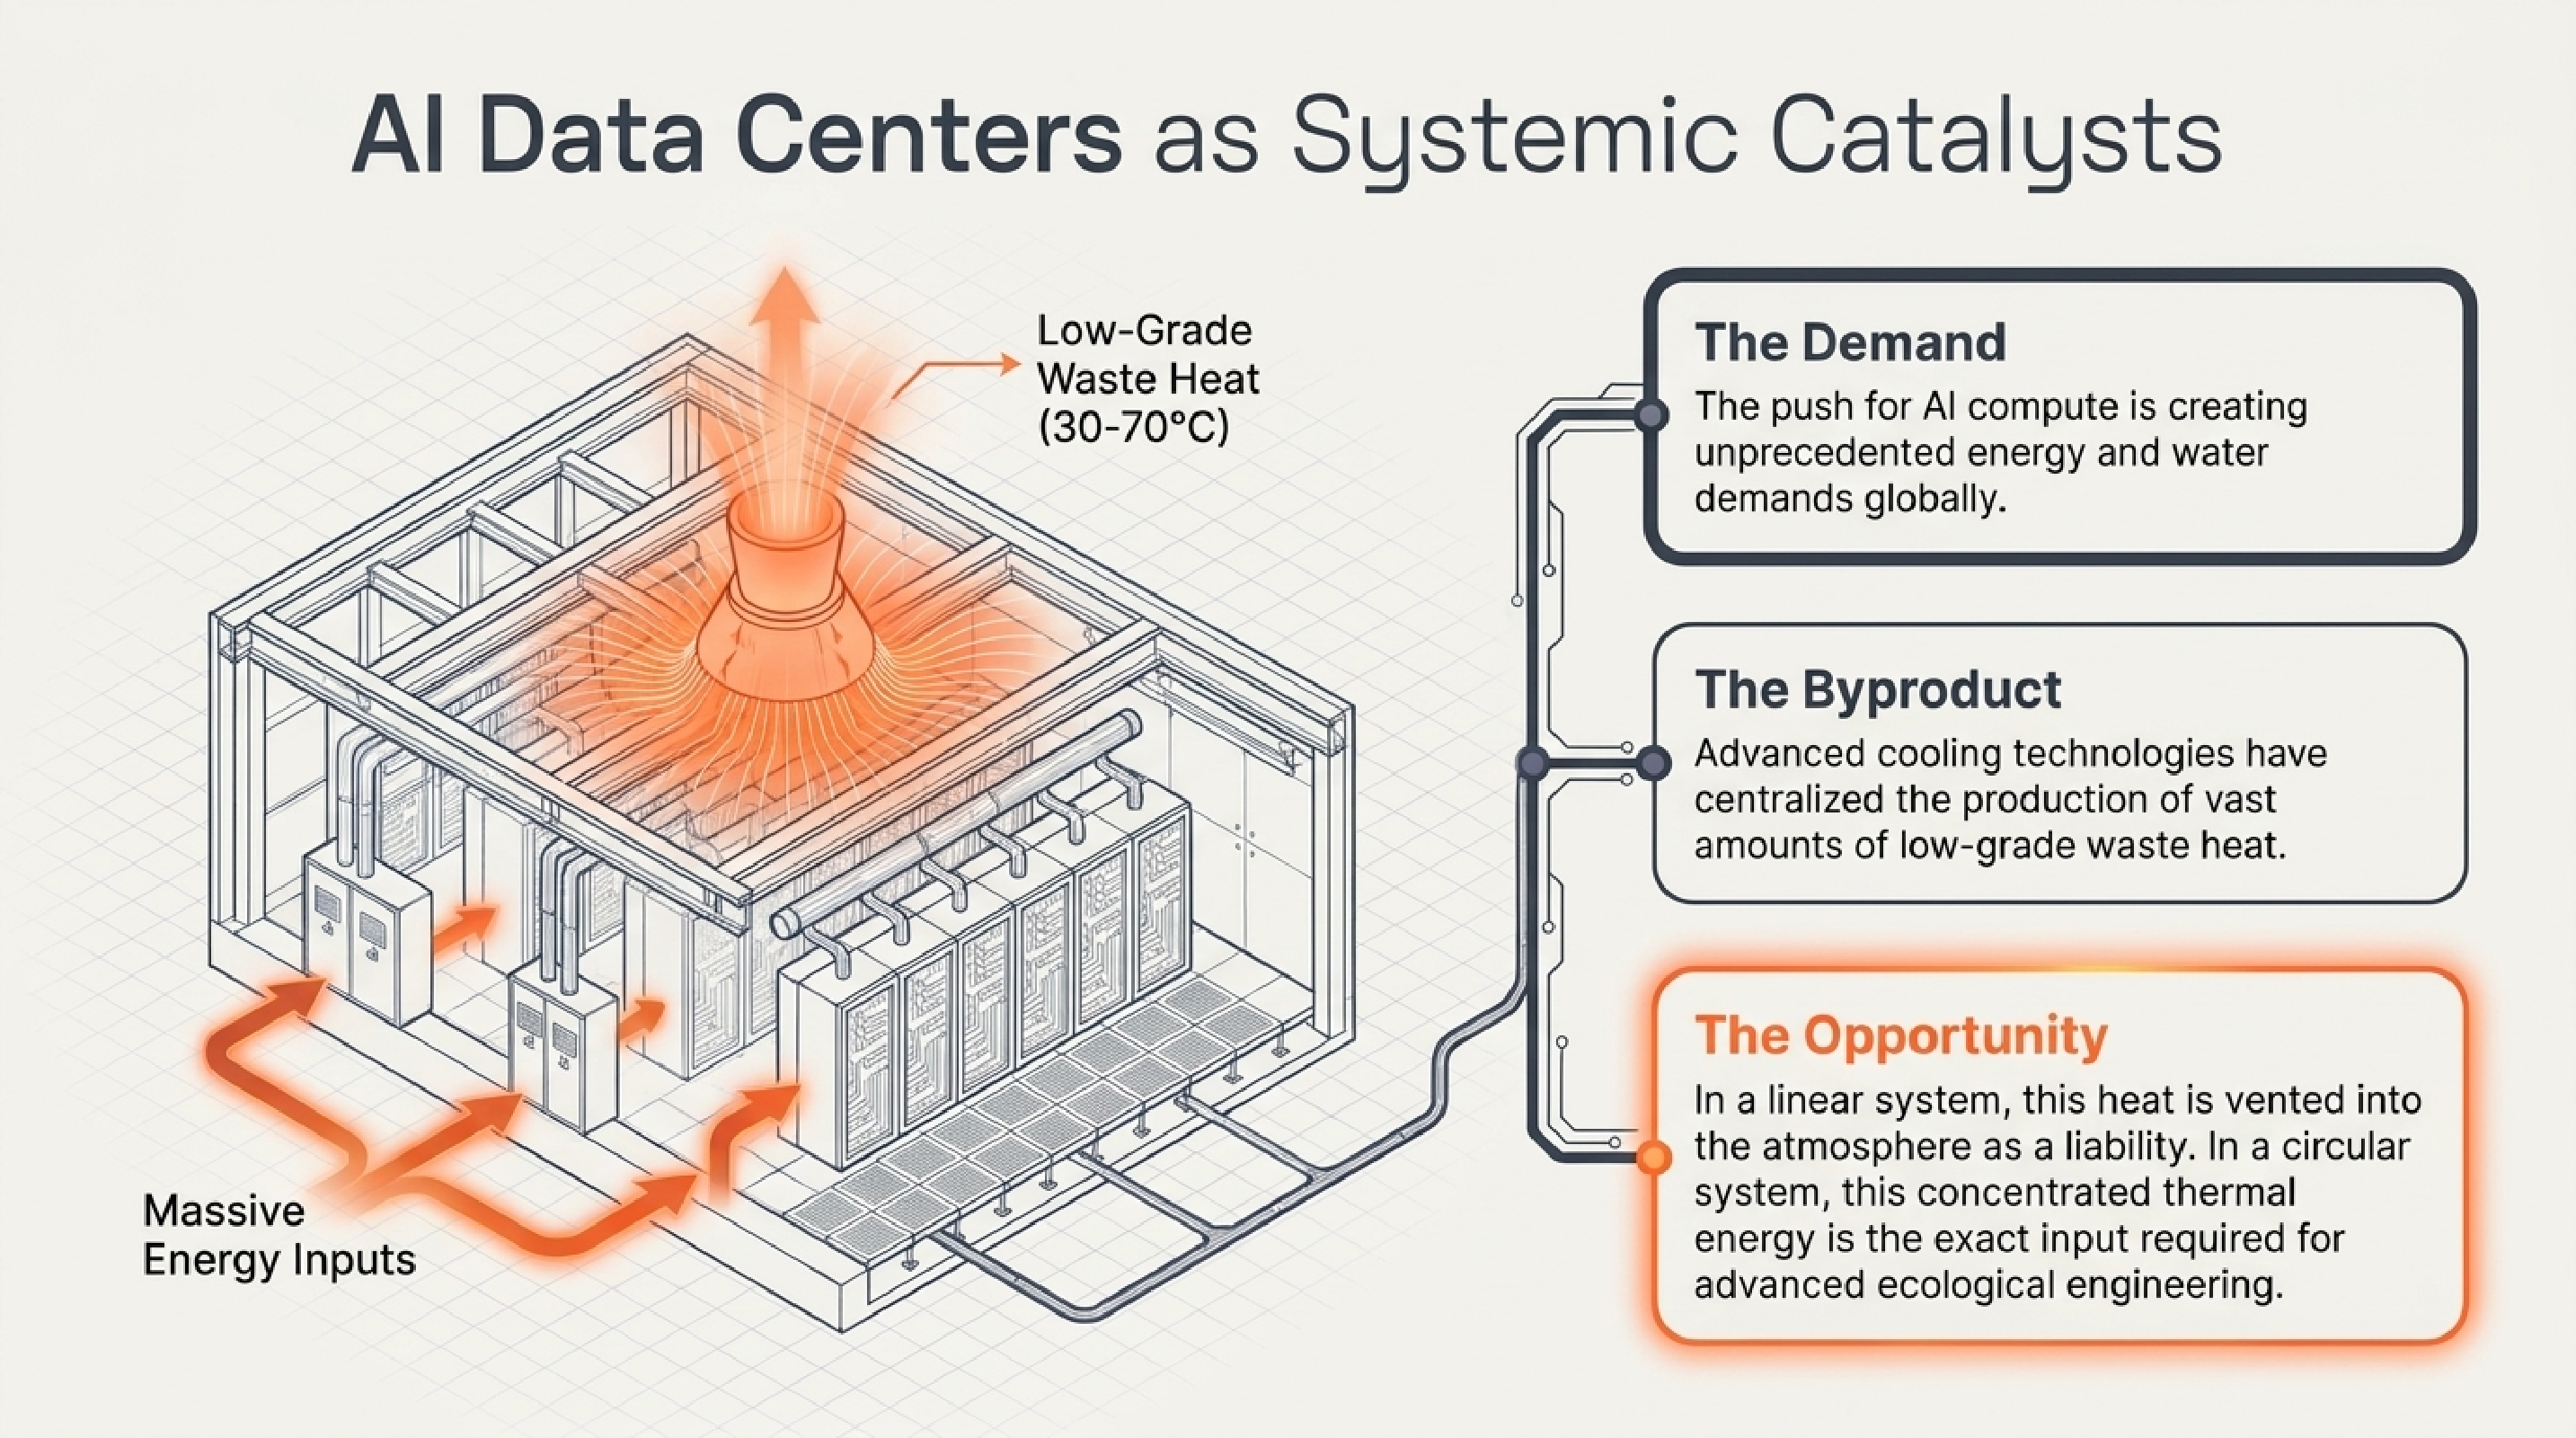 AI Data Centers as Systemic Catalysts
Low-Grade
Waste Heat
(30-70°C)
Massive
Energy Inputs
The Demand
The push for AI compute is creating
unprecedented energy and water
demands globally.
The Byproduct
Advanced cooling technologies have
centralized the production of vast
amounts of low-grade waste heat.
The Opportunity
In a linear system, this heat is vented into
the atmosphere as a liability. In a circular
system, this concentrated thermal
energy is the exact input required for
advanced ecological engineering.